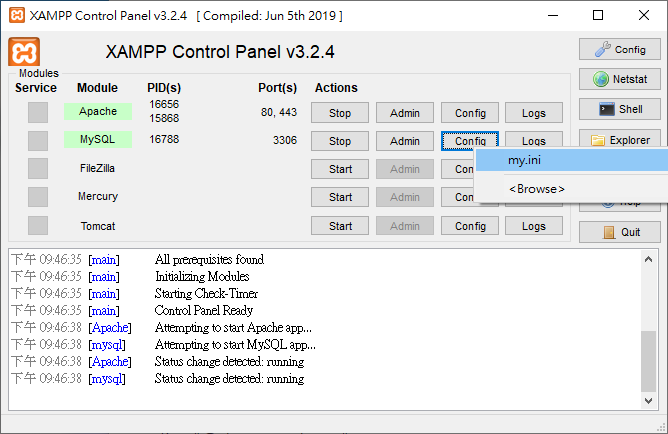 XAMPP Control Panel v3.2.4 [ Compiled: Jun 5th 2019 ]
XAMPP Control Panel v3.2.4
Config
Modules
Service Module PID(s) Port(s) Actions
Netstat
Apache 16656 15868 80, 443 Stop Admin Config Logs
Shell
MySQL 16788 3306 Stop Admin Config Logs
Explorer
my.ini
FileZilla Start Admin
<Browse>
Mercury Start Admin Config Logs
Help
Tomcat Start Admin Config Logs
Quit
下午 09:46:35 [main] All prerequisites found
下午 09:46:35 [main] Initializing Modules
下午 09:46:35 [main] Starting Check-Timer
下午 09:46:35 [main] Control Panel Ready
下午 09:46:38 [Apache] Attempting to start Apache app...
下午 09:46:38 [mysql] Attempting to start MySQL app...
下午 09:46:38 [Apache] Status change detected: running
下午 09:46:38 [mysql] Status change detected: running